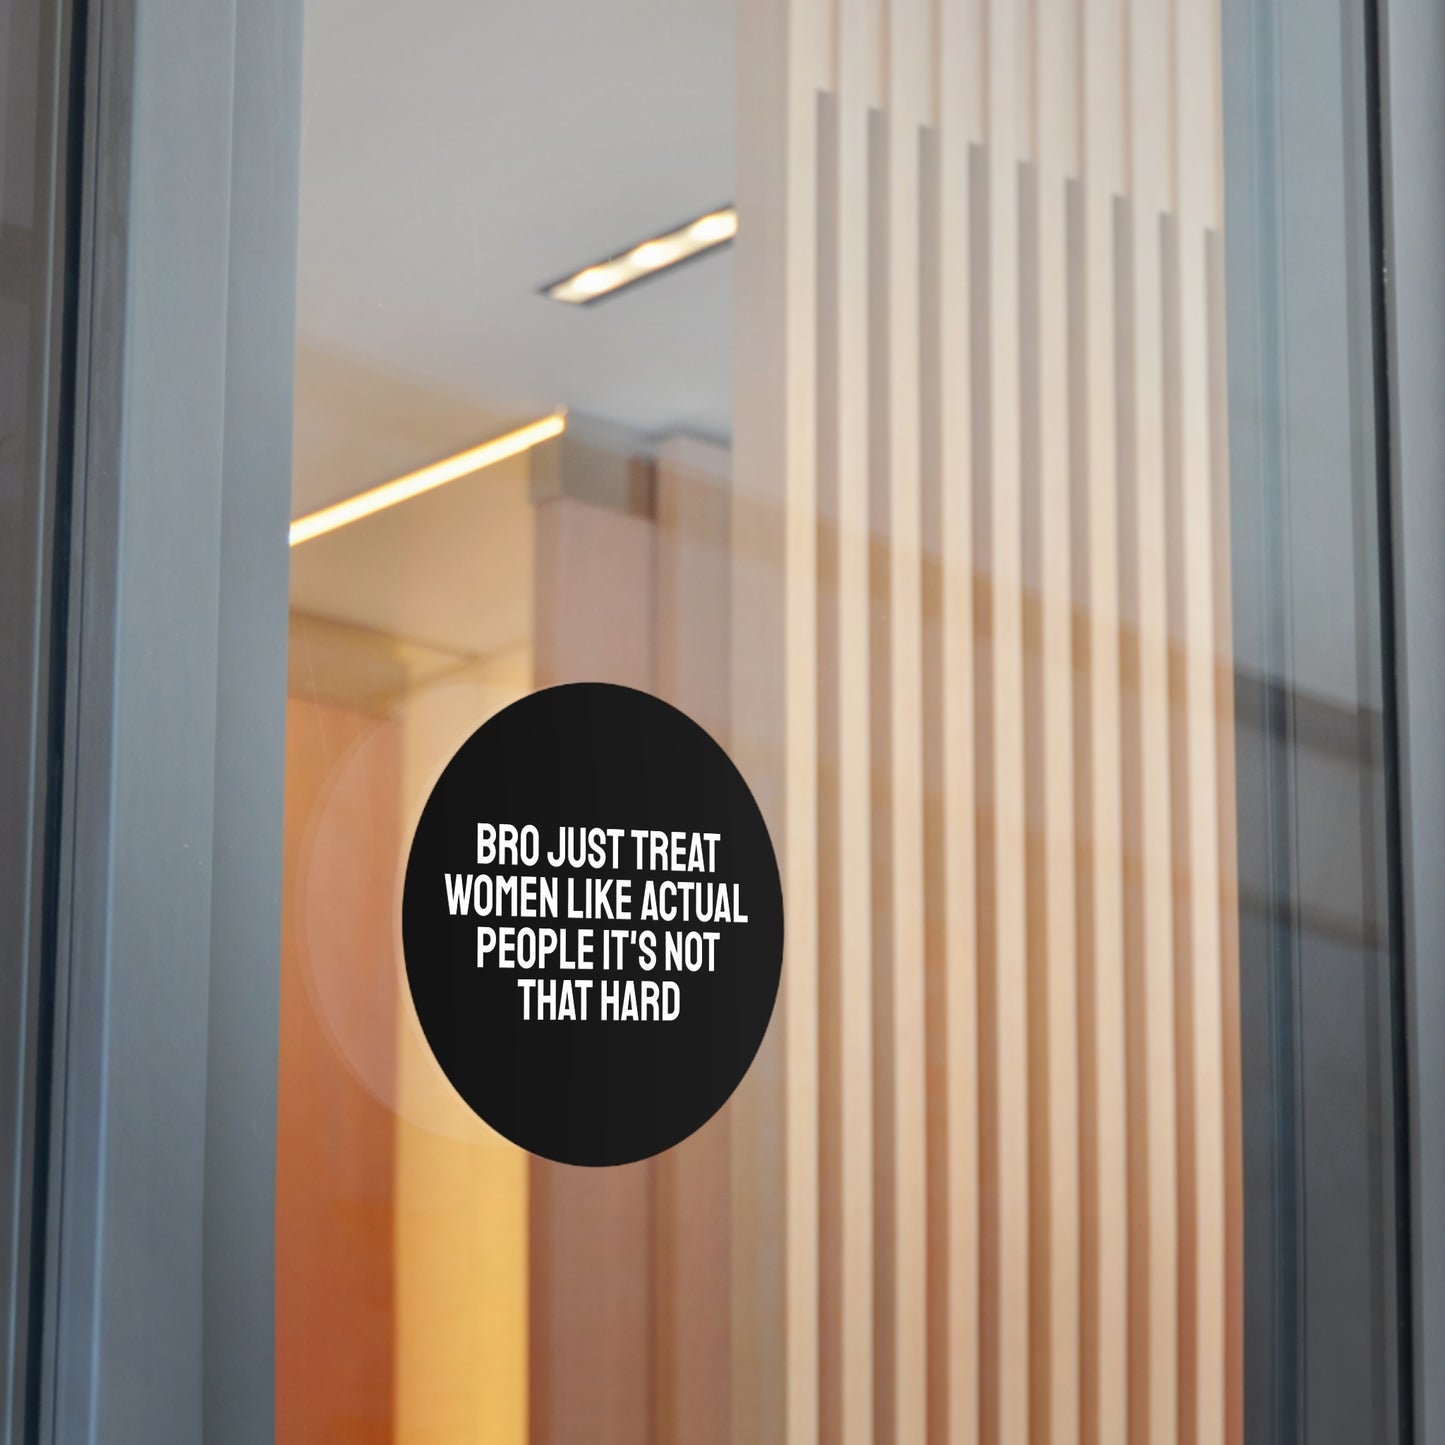 BRO JUST TREAT
WOMEN LIKE ACTUAL
PEOPLE IT'S NOT
THAT HARD